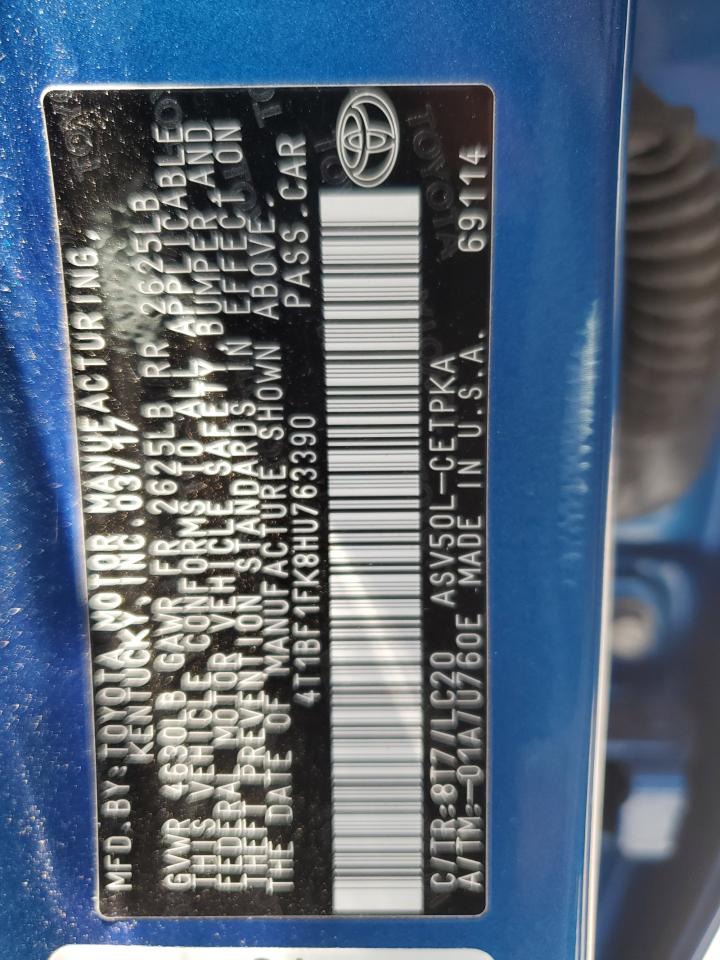 MFD. BY: TOYOTA MOTOR MANUFACTURING,
KENTUCKY, INC. 03/17
GVWR 4630LB GAWR FR 2625LB RR 2625LB
THIS VEHICLE CONFORMS TO ALL APPLICABLE
FEDERAL MOTOR VEHICLE SAFETY, BUMPER AND
THEFT PREVENTION STANDARDS IN EFFECT ON
THE DATE OF MANUFACTURE SHOWN ABOVE.
4T1BF1FK8HU763390 PASS.CAR
C/TR:8T7/LC20 ASV50L-CETPKA
A/TM:-01A/U760E MADE IN U.S.A. 69114